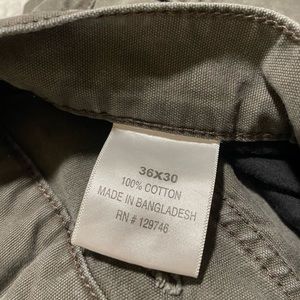 36X30
100% COTTON
MADE IN BANGLADESH
RN # 129746